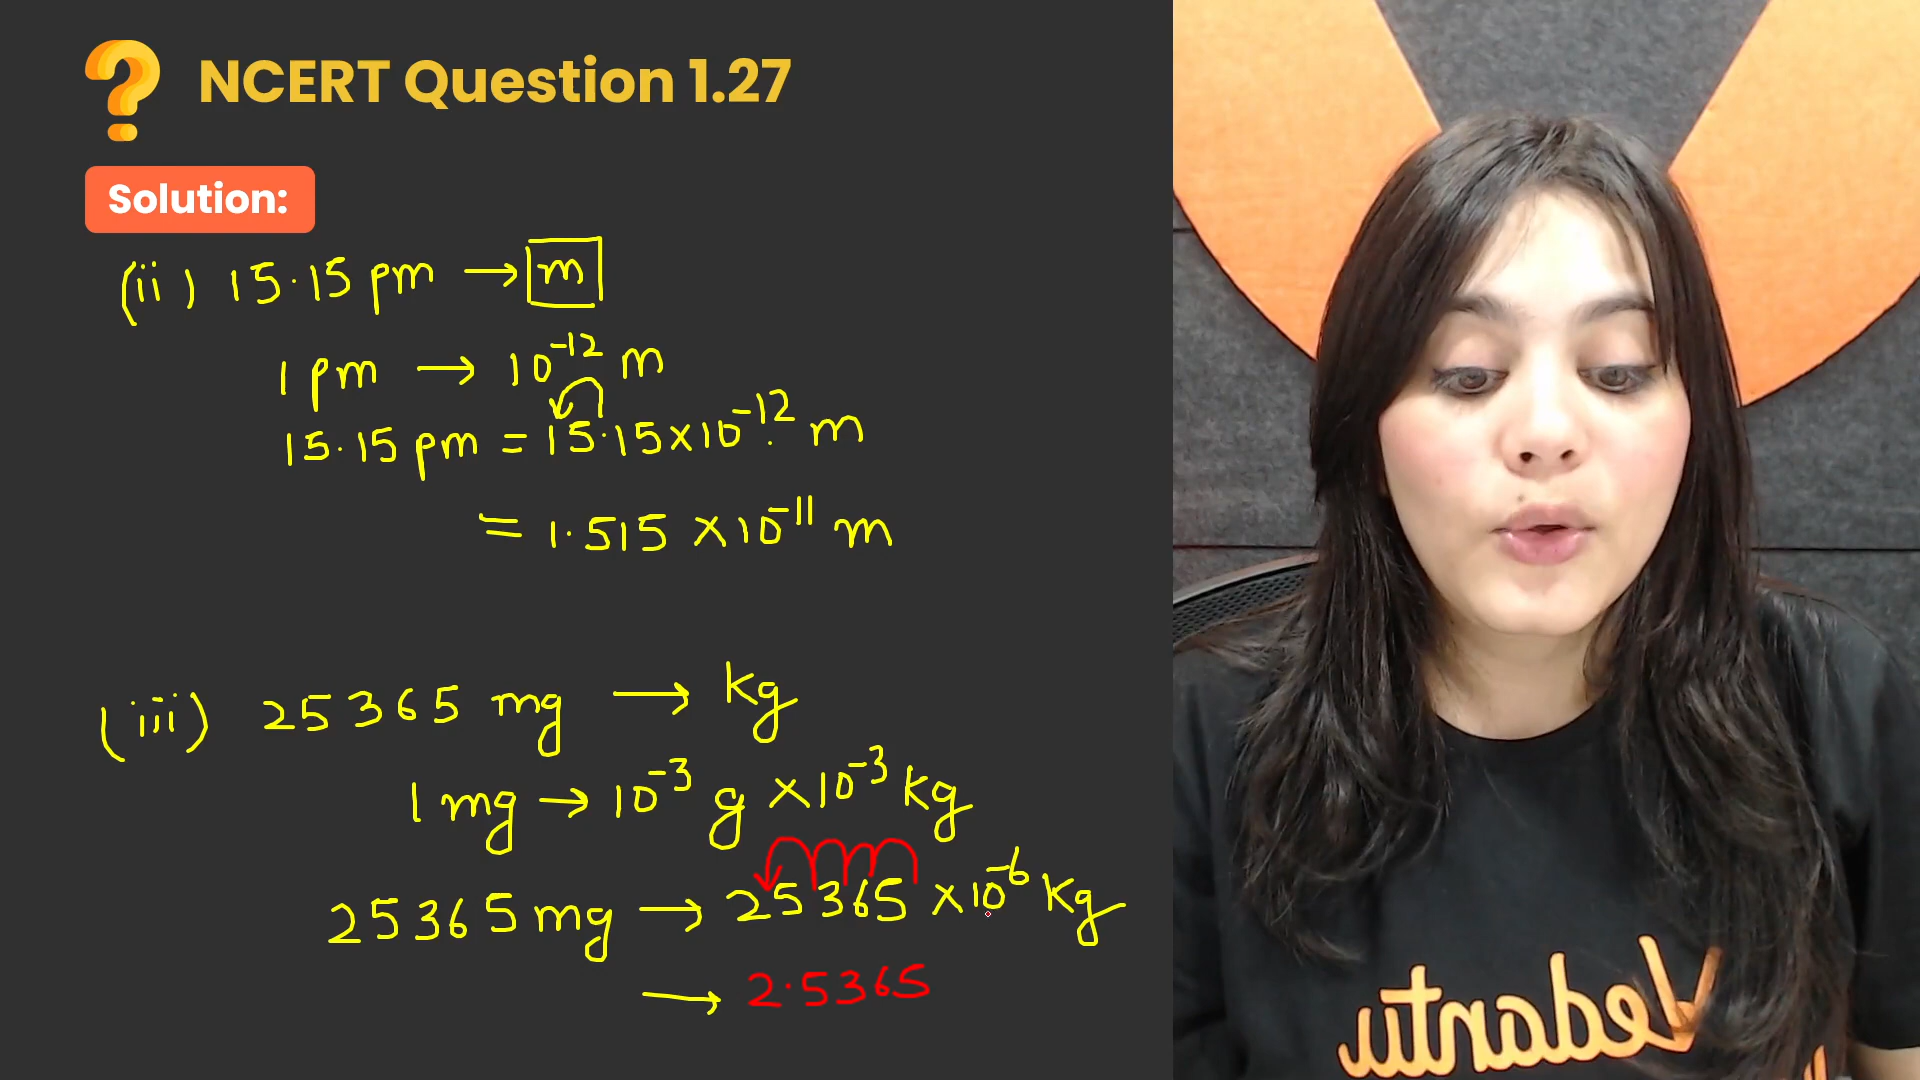 NCERT Question 1.27
Solution:
(ii) 15.15 pm → m
1 pm → 10⁻¹² m
15.15 pm = 15.15 × 10⁻¹² m
= 1.515 × 10⁻¹¹ m
(iii) 25365 mg → kg
1 mg → 10⁻³ g × 10⁻³ kg
25365 mg → 25365 × 10⁻⁶ kg
→ 2.5365
Vedantu